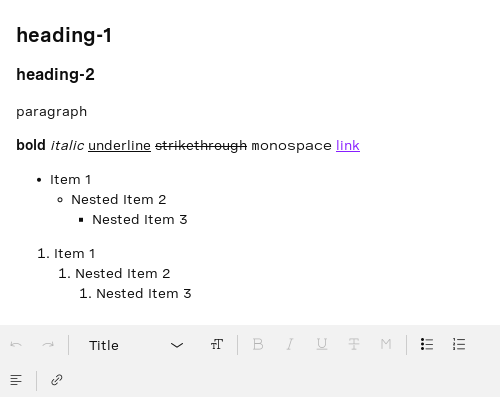 heading-1
heading-2
paragraph
bold italic underline strikethrough monospace link
• Item 1
◦ Nested Item 2
▪ Nested Item 3
1. Item 1
1. Nested Item 2
1. Nested Item 3
Title TT B I U T M